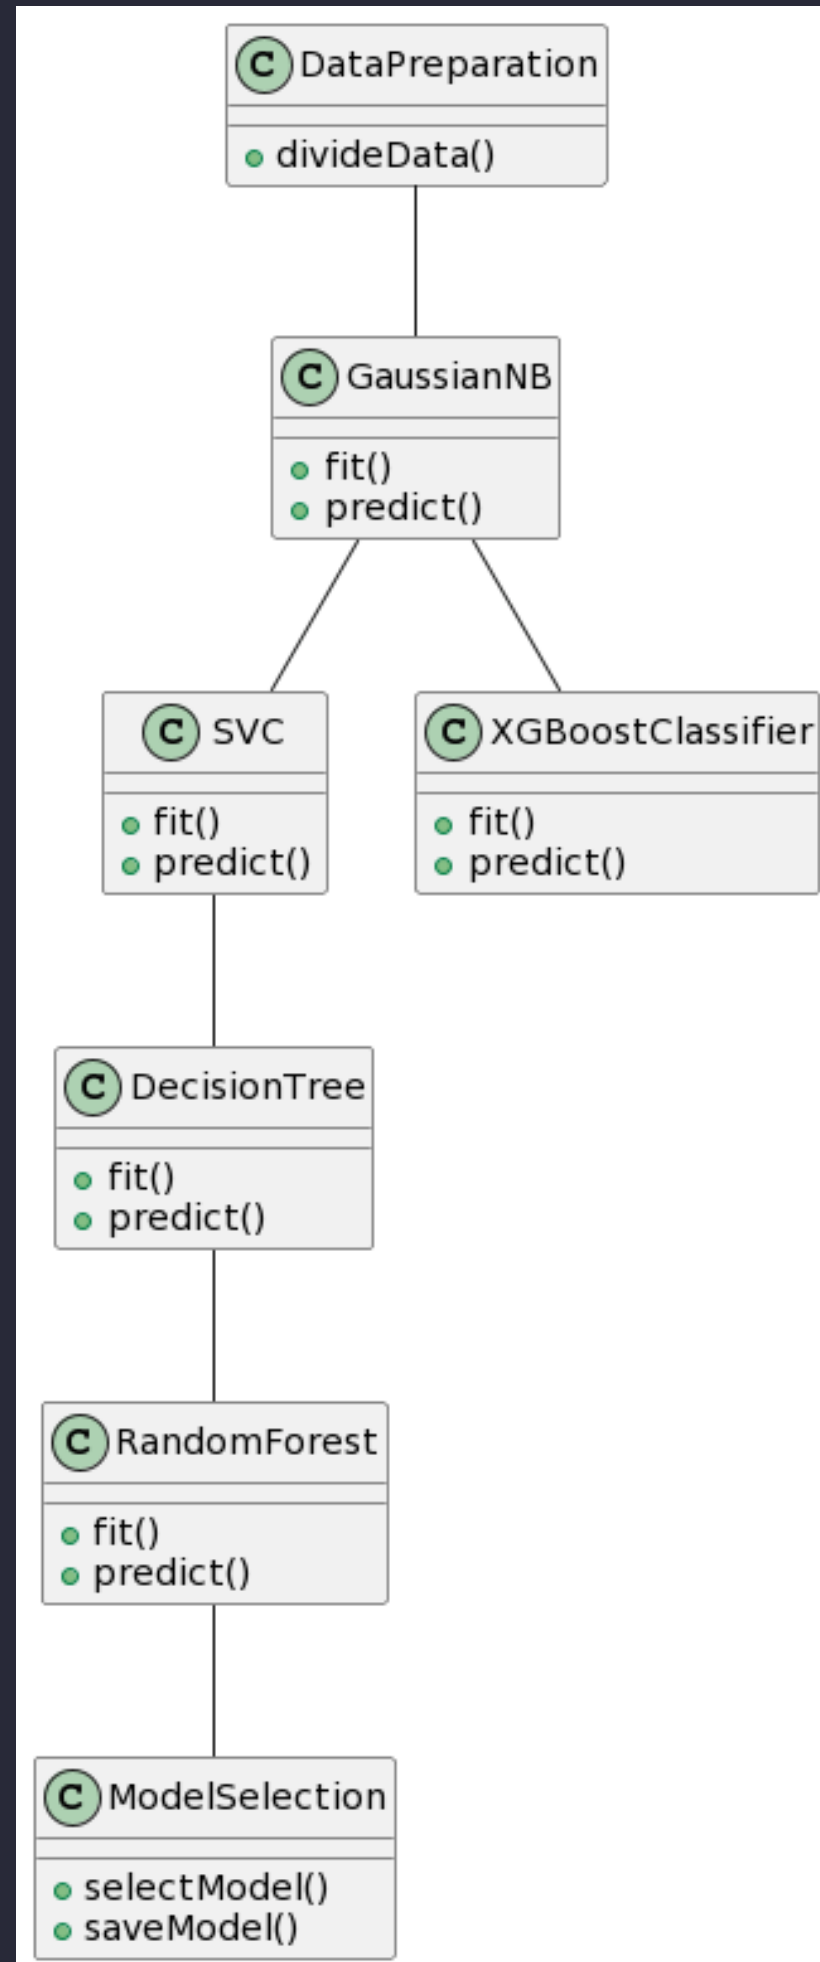 C DataPreparation
divideData()
C GaussianNB
fit()
predict()
C SVC
fit()
predict()
C XGBoostClassifier
fit()
predict()
C DecisionTree
fit()
predict()
C RandomForest
fit()
predict()
C ModelSelection
selectModel()
saveModel()